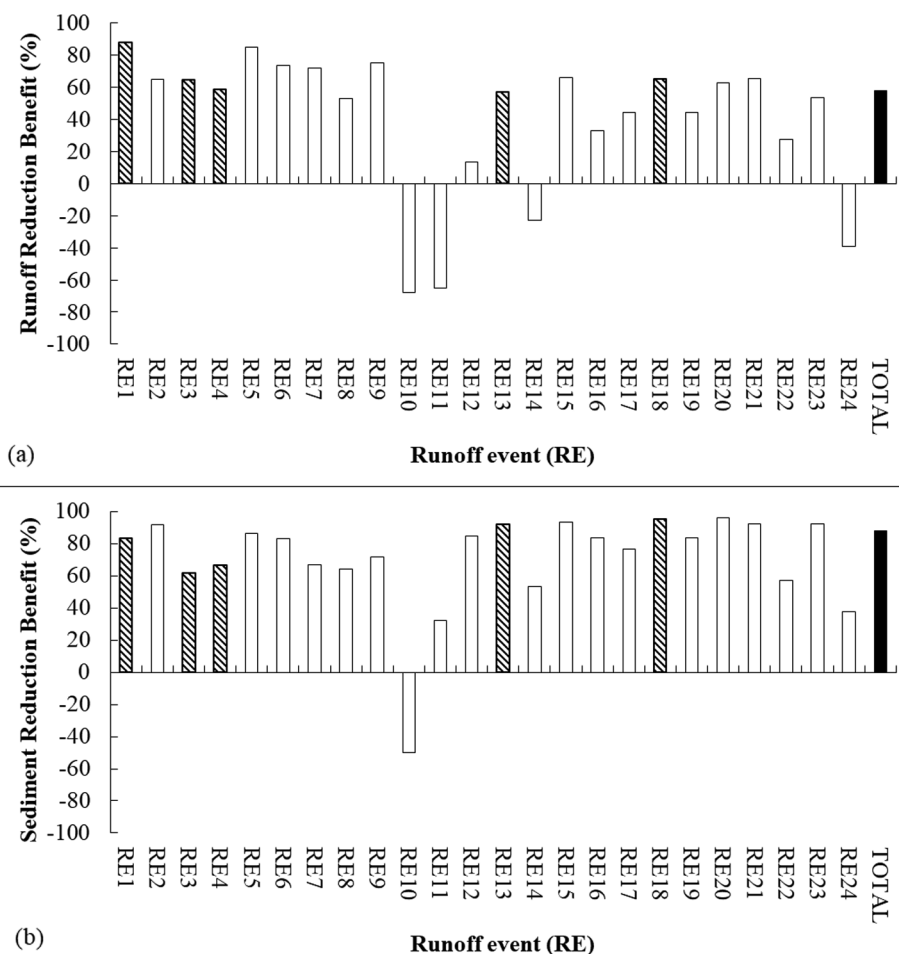 Runoff Reduction Benefit (%)
100
80
60
40
20
0
-20
-40
-60
-80
-100
RE1
RE2
RE3
RE4
RE5
RE6
RE7
RE8
RE9
RE10
RE11
RE12
RE13
RE14
RE15
RE16
RE17
RE18
RE19
RE20
RE21
RE22
RE23
RE24
TOTAL
(a)
Runoff event (RE)
Sediment Reduction Benefit (%)
100
80
60
40
20
0
-20
-40
-60
-80
-100
RE1
RE2
RE3
RE4
RE5
RE6
RE7
RE8
RE9
RE10
RE11
RE12
RE13
RE14
RE15
RE16
RE17
RE18
RE19
RE20
RE21
RE22
RE23
RE24
TOTAL
(b)
Runoff event (RE)